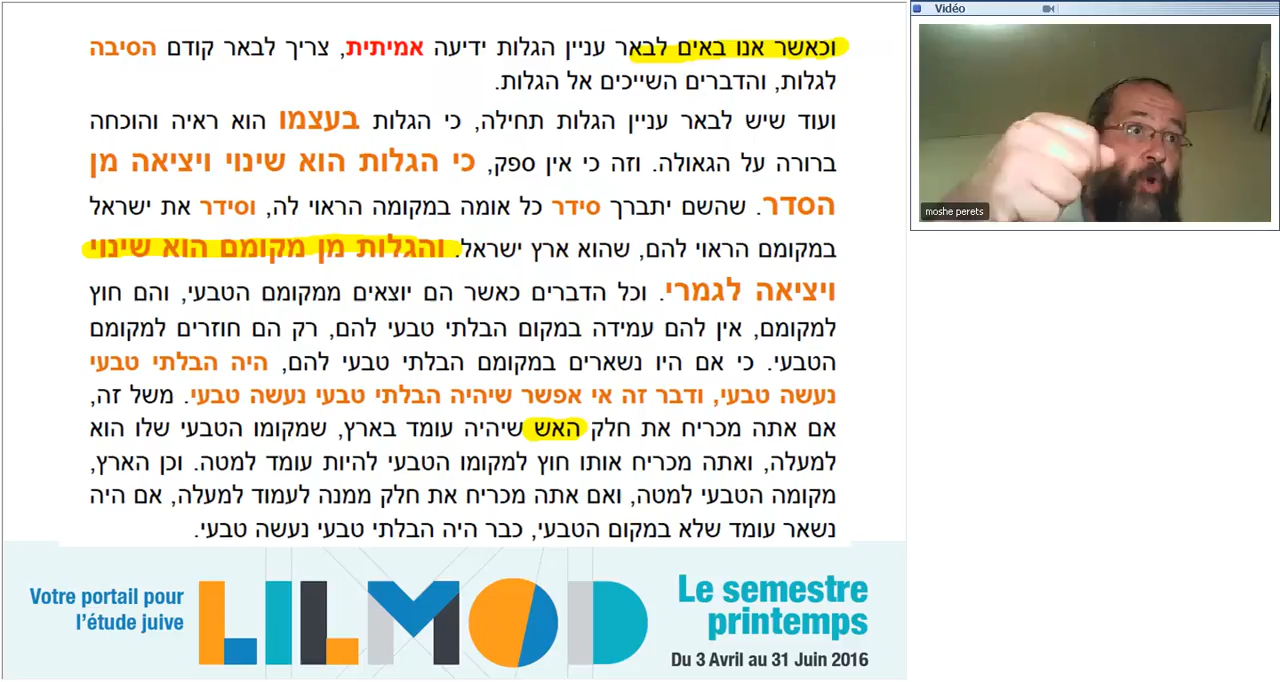 וכאשר אנו באים לבאר עניין הגלות ידיעה אמיתית, צריך לבאר קודם הסיבה
לגלות, והדברים השייכים אל הגלות.
ועוד שיש לבאר עניין הגלות תחילה, כי הגלות בעצמו הוא ראיה והוכחה
ברורה על הגאולה. וזה כי אין ספק, כי הגלות הוא שינוי ויציאה מן
הסדר. שהשם יתברך סידר כל אומה במקומה הראוי לה, וסידר את ישראל
במקומם הראוי להם, שהוא ארץ ישראל. והגלות מן מקומם הוא שינוי
ויציאה לגמרי. וכל הדברים כאשר הם יוצאים ממקומם הטבעי, והם חוץ
למקומם, אין להם עמידה במקום הבלתי טבעי להם, רק הם חוזרים למקומם
הטבעי. כי אם היו נשארים במקומם הבלתי טבעי להם, היה הבלתי טבעי
נעשה טבעי, ודבר זה אי אפשר שיהיה הבלתי טבעי נעשה טבעי. משל זה,
אם אתה מכריח את חלק האש שיהיה עומד בארץ, שמקומו הטבעי שלו הוא
למעלה, ואתה מכריח אותו חוץ למקומו הטבעי להיות עומד למטה. וכן הארץ,
מקומה הטבעי למטה, ואם אתה מכריח את חלק ממנה לעמוד למעלה, אם היה
נשאר עומד שלא במקום הטבעי, כבר היה הבלתי טבעי נעשה טבעי.
Votre portail pour
l'étude juive
LILMOD
Le semestre
printemps
Du 3 Avril au 31 Juin 2016
Vidéo
moshe perets